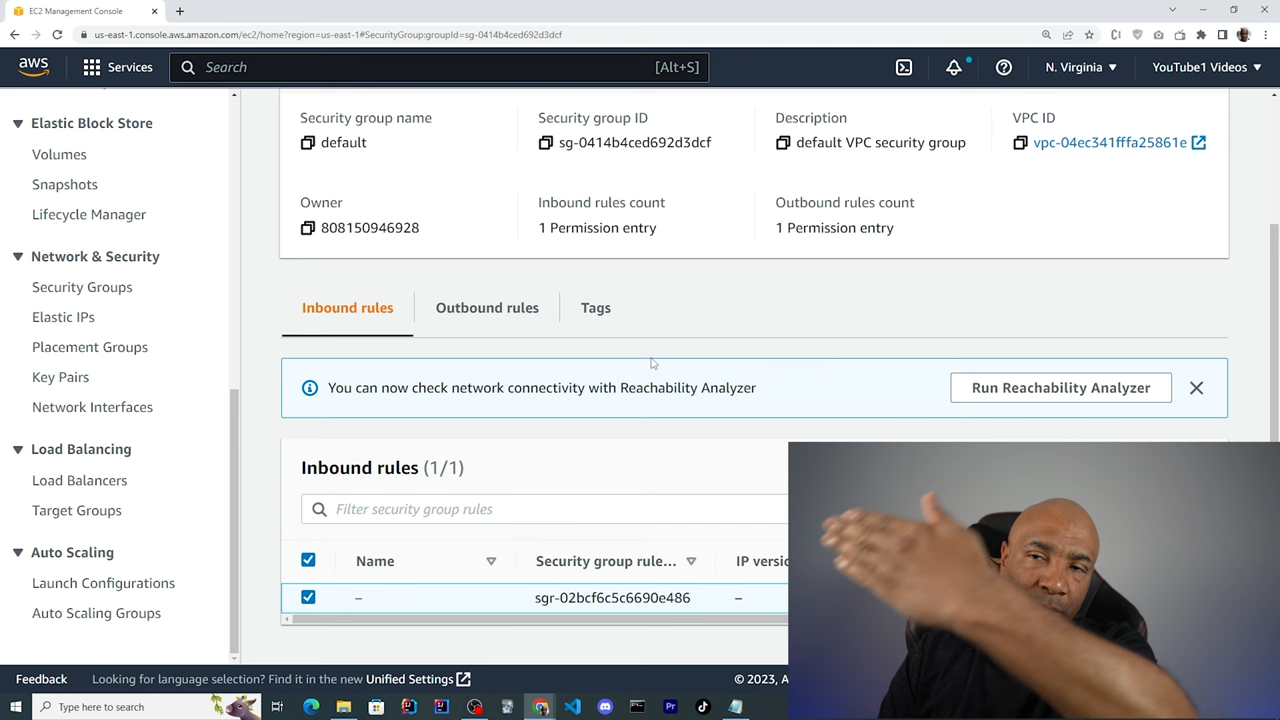 EC2 Management Console
us-east-1.console.aws.amazon.com/ec2/home?region=us-east-1#SecurityGroup:groupId=sg-0414b4ced692d3dcf
aws
Services
Search
[Alt+S]
N. Virginia
YouTube1 Videos
Elastic Block Store
Volumes
Snapshots
Lifecycle Manager
Network & Security
Security Groups
Elastic IPs
Placement Groups
Key Pairs
Network Interfaces
Load Balancing
Load Balancers
Target Groups
Auto Scaling
Launch Configurations
Auto Scaling Groups
Security group name
default
Security group ID
sg-0414b4ced692d3dcf
Description
default VPC security group
VPC ID
vpc-04ec341fffa25861e
Owner
808150946928
Inbound rules count
1 Permission entry
Outbound rules count
1 Permission entry
Inbound rules
Outbound rules
Tags
You can now check network connectivity with Reachability Analyzer
Run Reachability Analyzer
Inbound rules (1/1)
Filter security group rules
Name
Security group rule...
IP versi
–
sgr-02bcf6c5c6690e486
–
Feedback
Looking for language selection? Find it in the new Unified Settings
© 2023, A
Type here to search